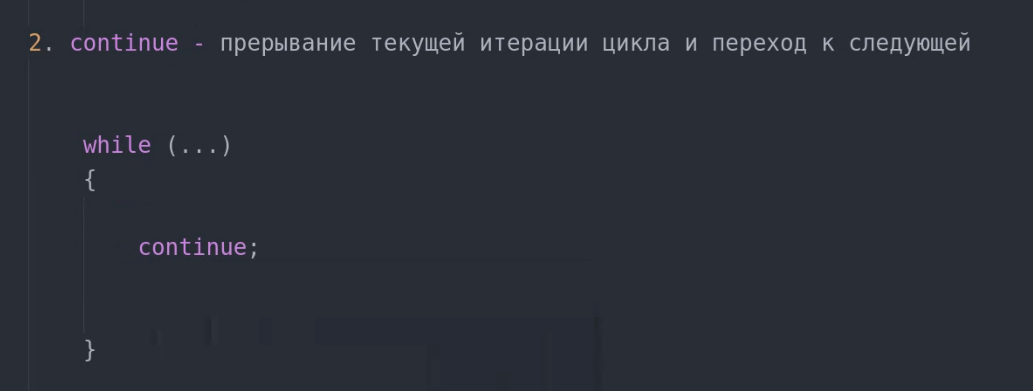 2. continue - прерывание текущей итерации цикла и переход к следующей
while (...)
{
continue;
}